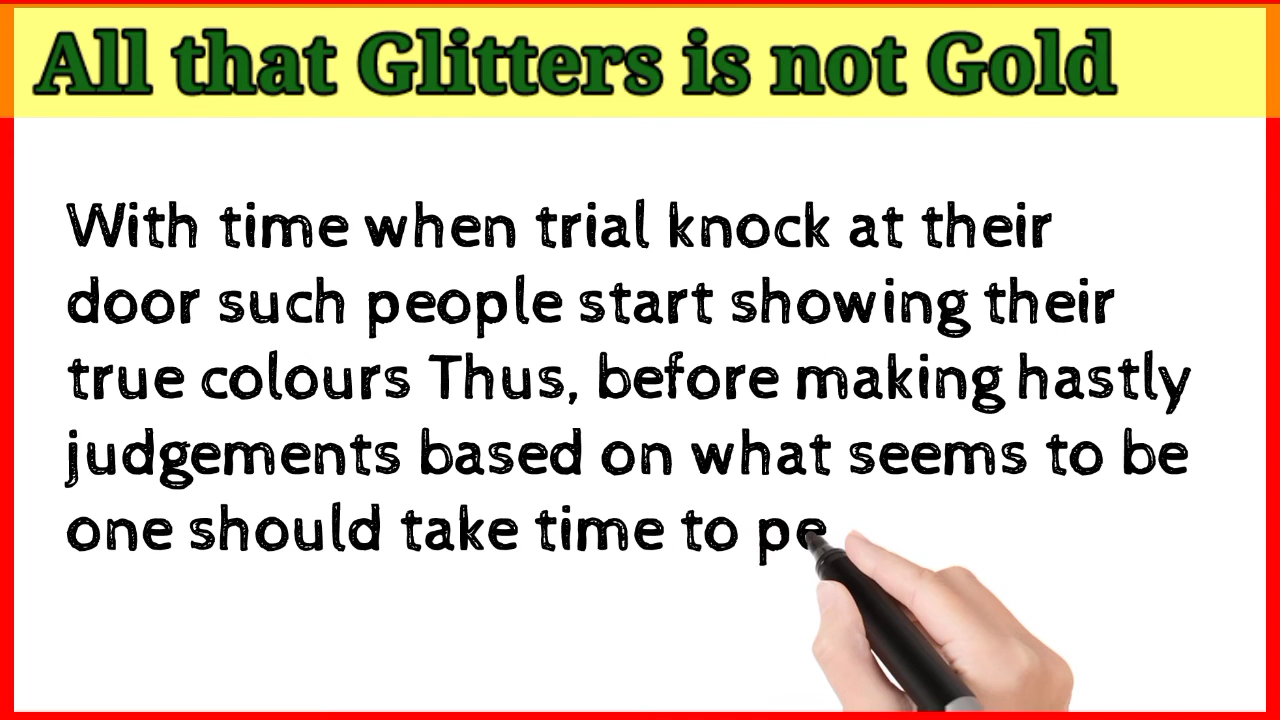 All that Glitters is not Gold
With time when trial knock at their
door such people start showing their
true colours Thus, before making hastly
judgements based on what seems to be
one should take time to pe